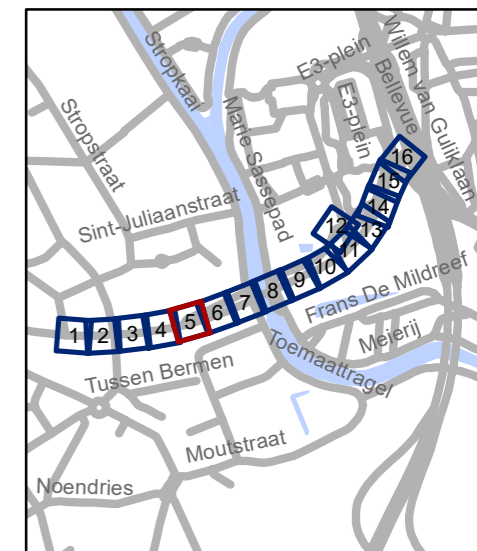 Willem van Guliklaan
Bellevue
E3-plein
E3-plein
Stropkaai
Marie Sassepad
Stropstraat
Sint-Juliaanstraat
16
15
14
13
12
11
10
9
8
7
6
5
4
3
2
1
Frans De Mildreef
Meierij
Toemaattragel
Tussen Bermen
Moutstraat
Noendries